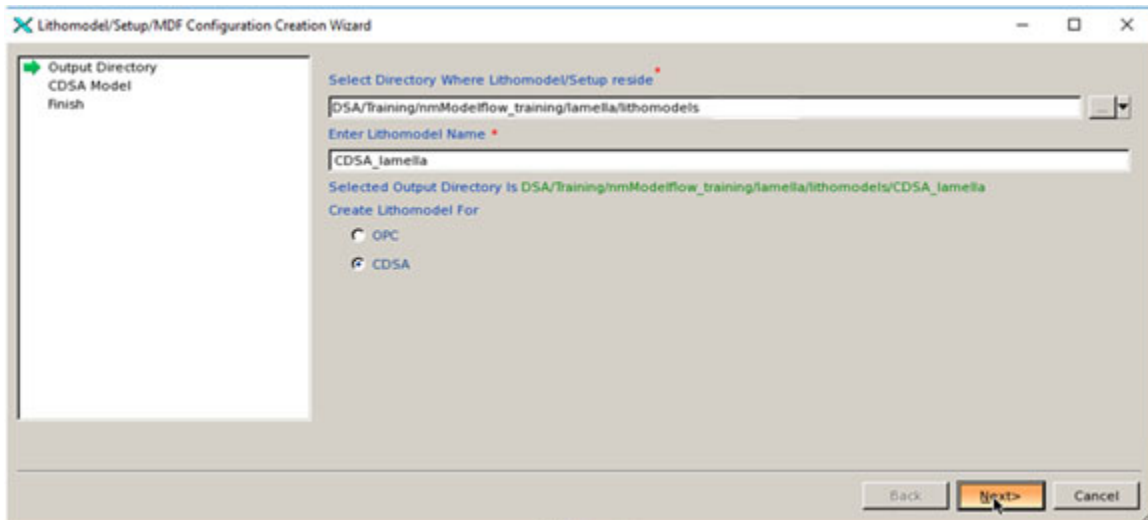 Lithomodel/Setup/MDF Configuration Creation Wizard
Output Directory
CDSA Model
Finish
Select Directory Where Lithomodel/Setup reside*
DSA/Training/nmModelflow_training/lamella/lithomodels
...
Enter Lithomodel Name *
CDSA_lamella
Selected Output Directory Is DSA/Training/nmModelflow_training/lamella/lithomodels/CDSA_lamella
Create Lithomodel For
OPC
CDSA
Back
Next>
Cancel